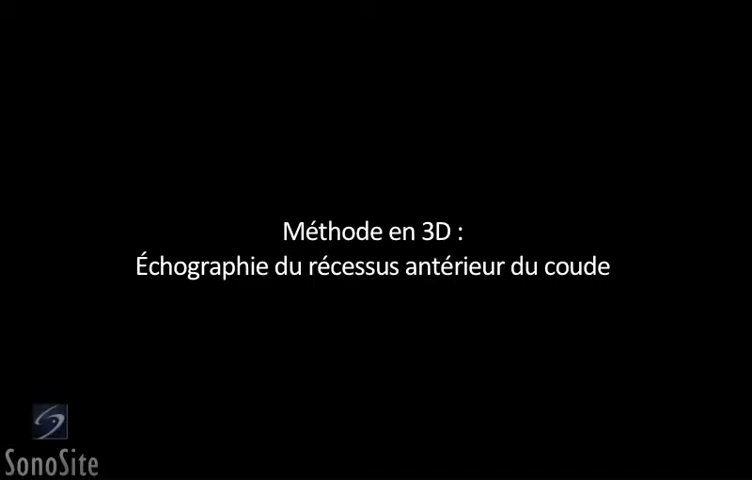 Méthode en 3D :
Échographie du récessus antérieur du coude
SonoSite